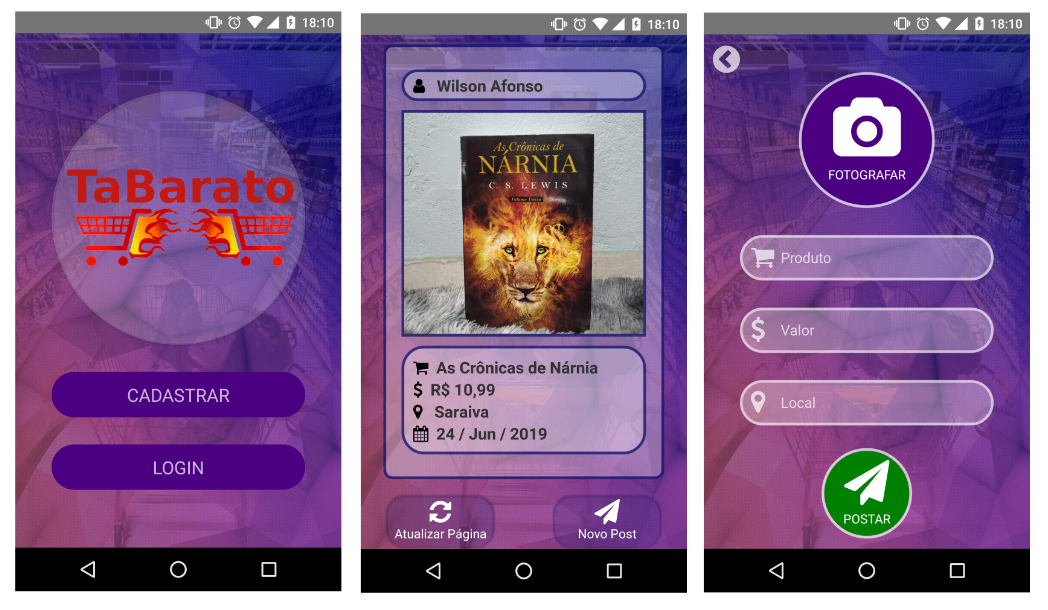 18:10
TaBarato
CADASTRAR
LOGIN
18:10
Wilson Afonso
As Crônicas de
NÁRNIA
C. S. LEWIS
Volume Único
As Crônicas de Nárnia
$ R$ 10,99
Saraiva
24 / Jun / 2019
Atualizar Página
Novo Post
18:10
FOTOGRAFAR
Produto
$ Valor
Local
POSTAR